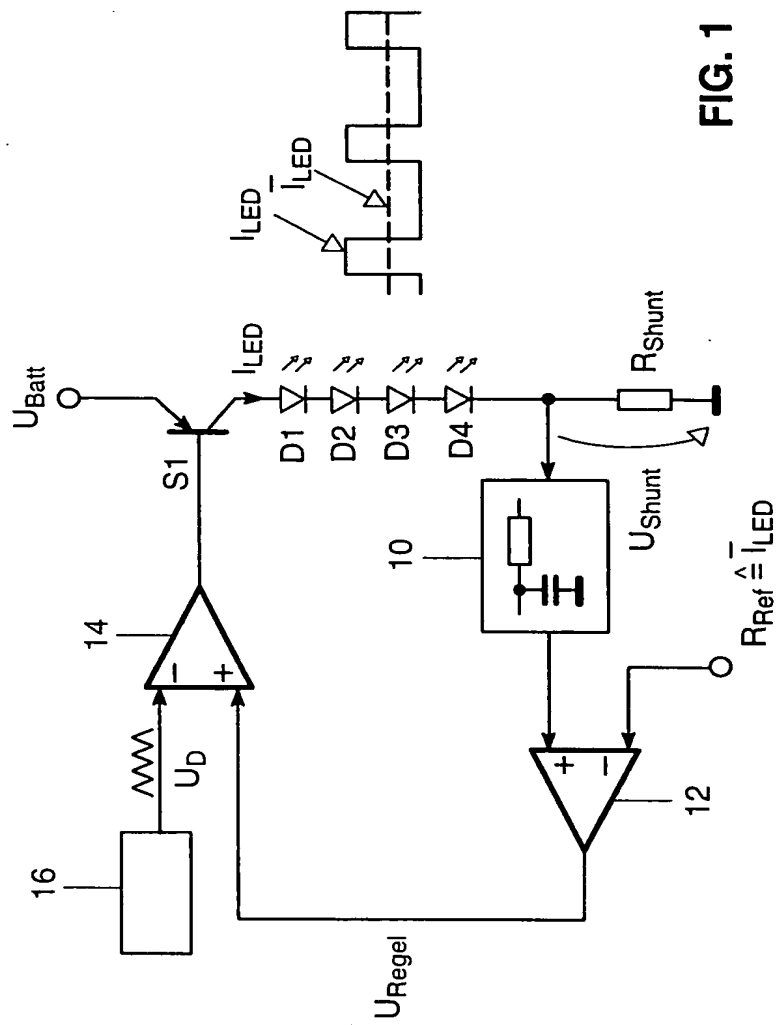 U_Batt
S1
I_LED
D1
D2
D3
D4
I_LED
Ī_LED
14
−
+
16
U_D
10
U_Shunt
R_Shunt
R_Ref ≙ Ī_LED
+
−
12
U_Regel
FIG. 1